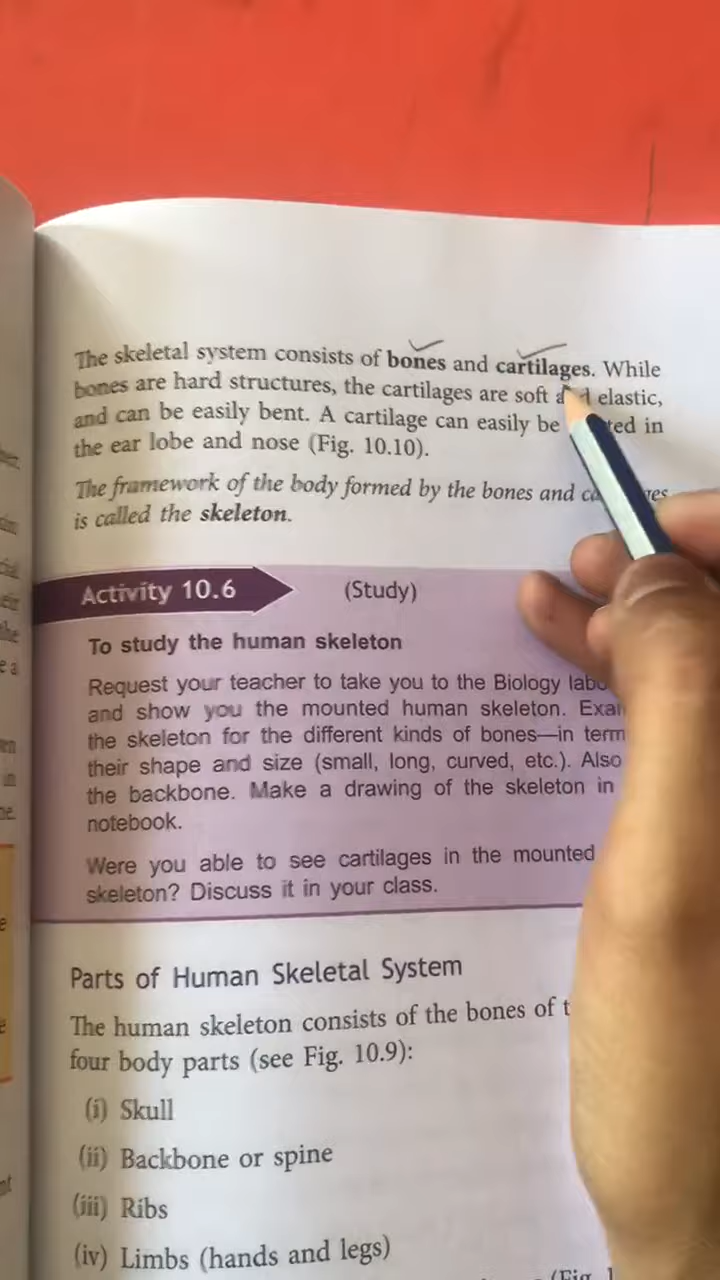 The skeletal system consists of bones and cartilages. While
bones are hard structures, the cartilages are soft elastic,
and can be easily bent. A cartilage can easily be in
the ear lobe and nose (Fig. 10.10).
The framework of the body formed by the bones and
is called the skeleton.
Activity 10.6 (Study)
To study the human skeleton
Request your teacher to take you to the Biology
and show you the mounted human skeleton.
the skeleton for the different kinds of bones—in
their shape and size (small, long, curved, etc.). Also
the backbone. Make a drawing of the skeleton in
notebook.
Were you able to see cartilages in the mounted
skeleton? Discuss it in your class.
Parts of Human Skeletal System
The human skeleton consists of the bones of
four body parts (see Fig. 10.9):
(i) Skull
(ii) Backbone or spine
(iii) Ribs
(iv) Limbs (hands and legs)